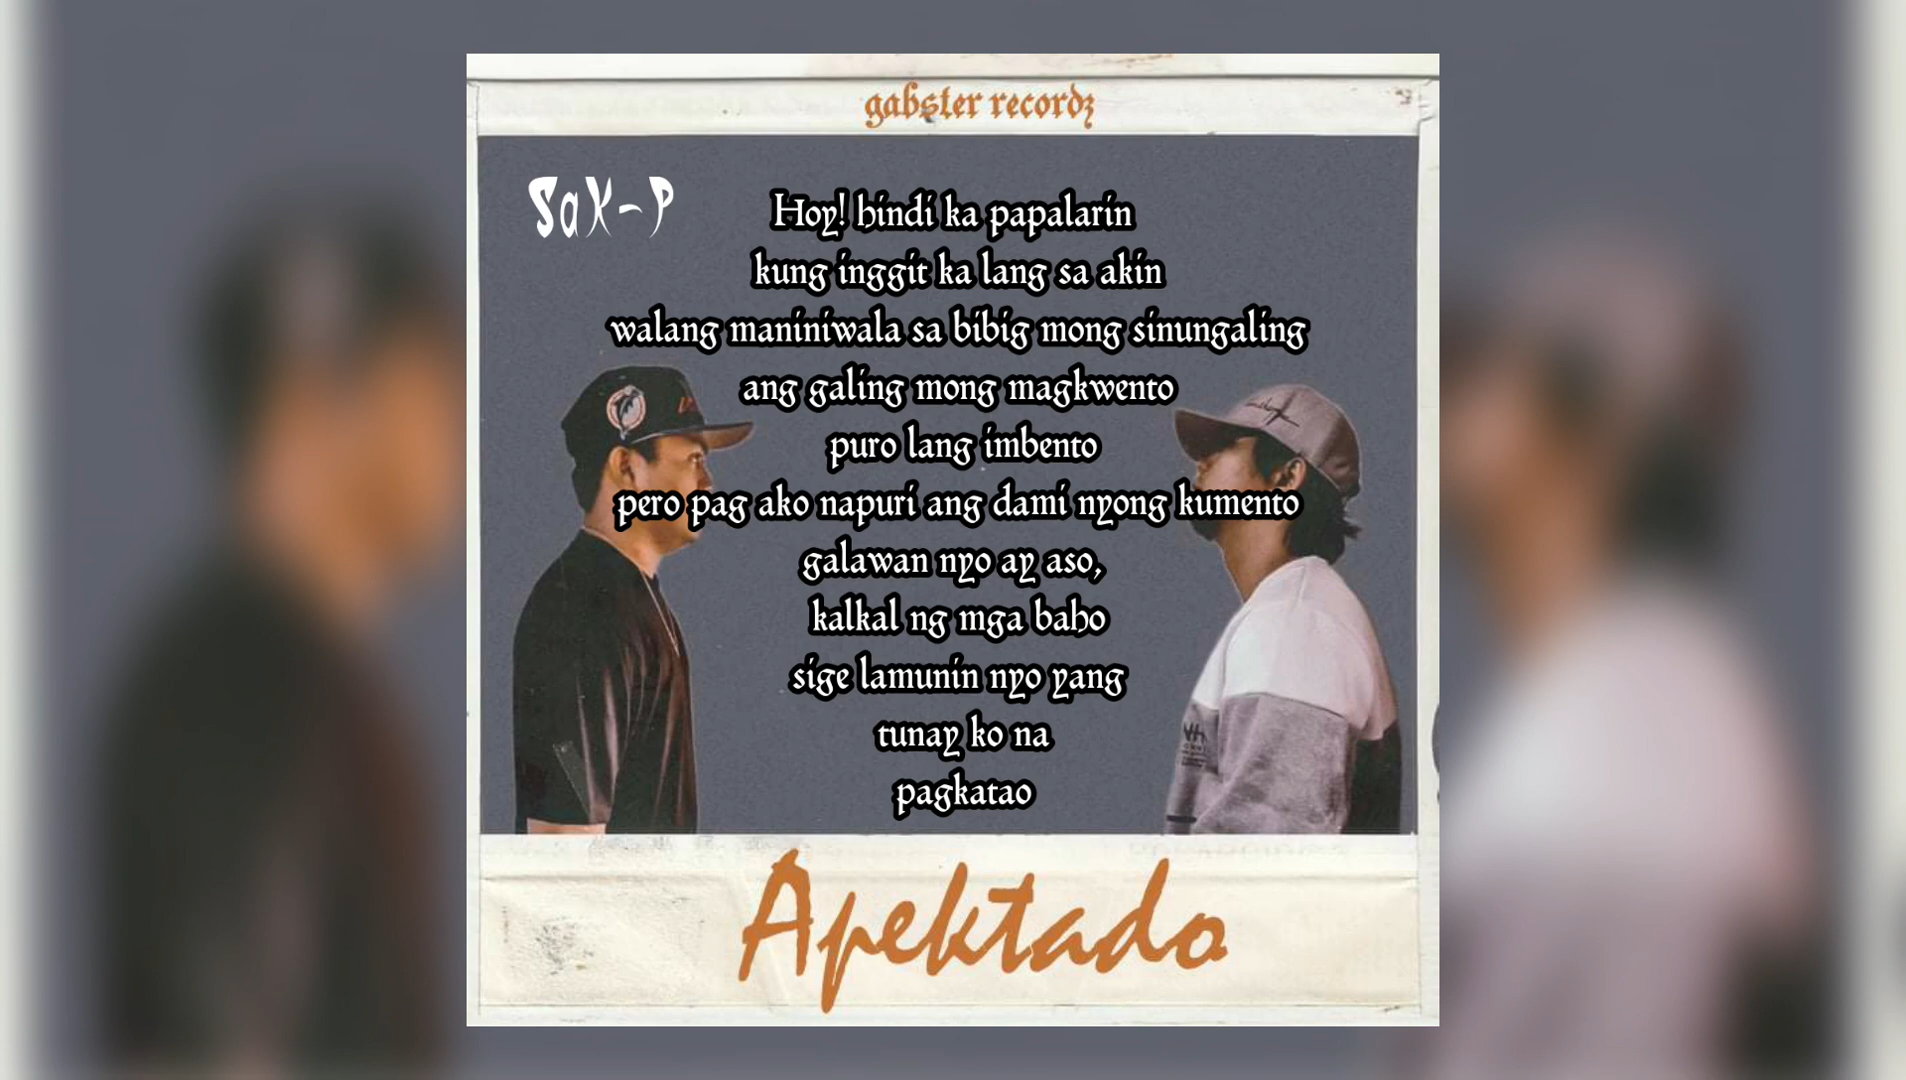 gabster recordz
SaK-P
Hoy! hindi ka papalarin
kung inggit ka lang sa akin
walang maniniwala sa bibig mong sinungaling
ang galing mong magkwento
puro lang imbento
pero pag ako napuri ang dami nyong kumento
galawan nyo ay aso,
kalkal ng mga baho
sige lamunin nyo yang
tunay ko na
pagkatao
Apektado